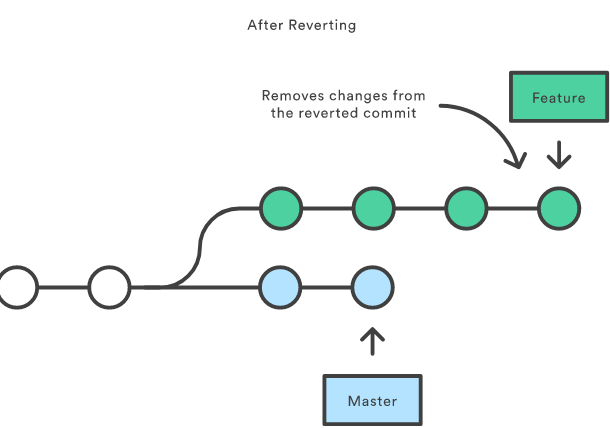 After Reverting
Removes changes from
the reverted commit
Feature
Master